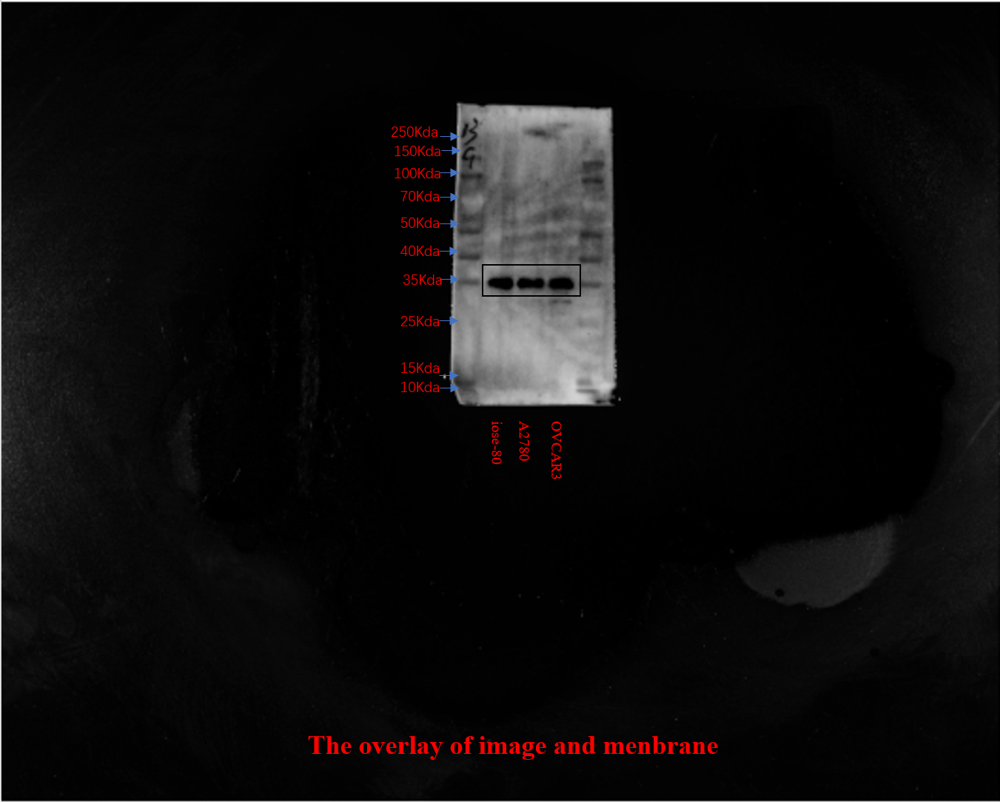 250Kda
150Kda
100Kda
70Kda
50Kda
40Kda
35Kda
25Kda
15Kda
10Kda
iose-80
A2780
OVCAR3
The overlay of image and menbrane